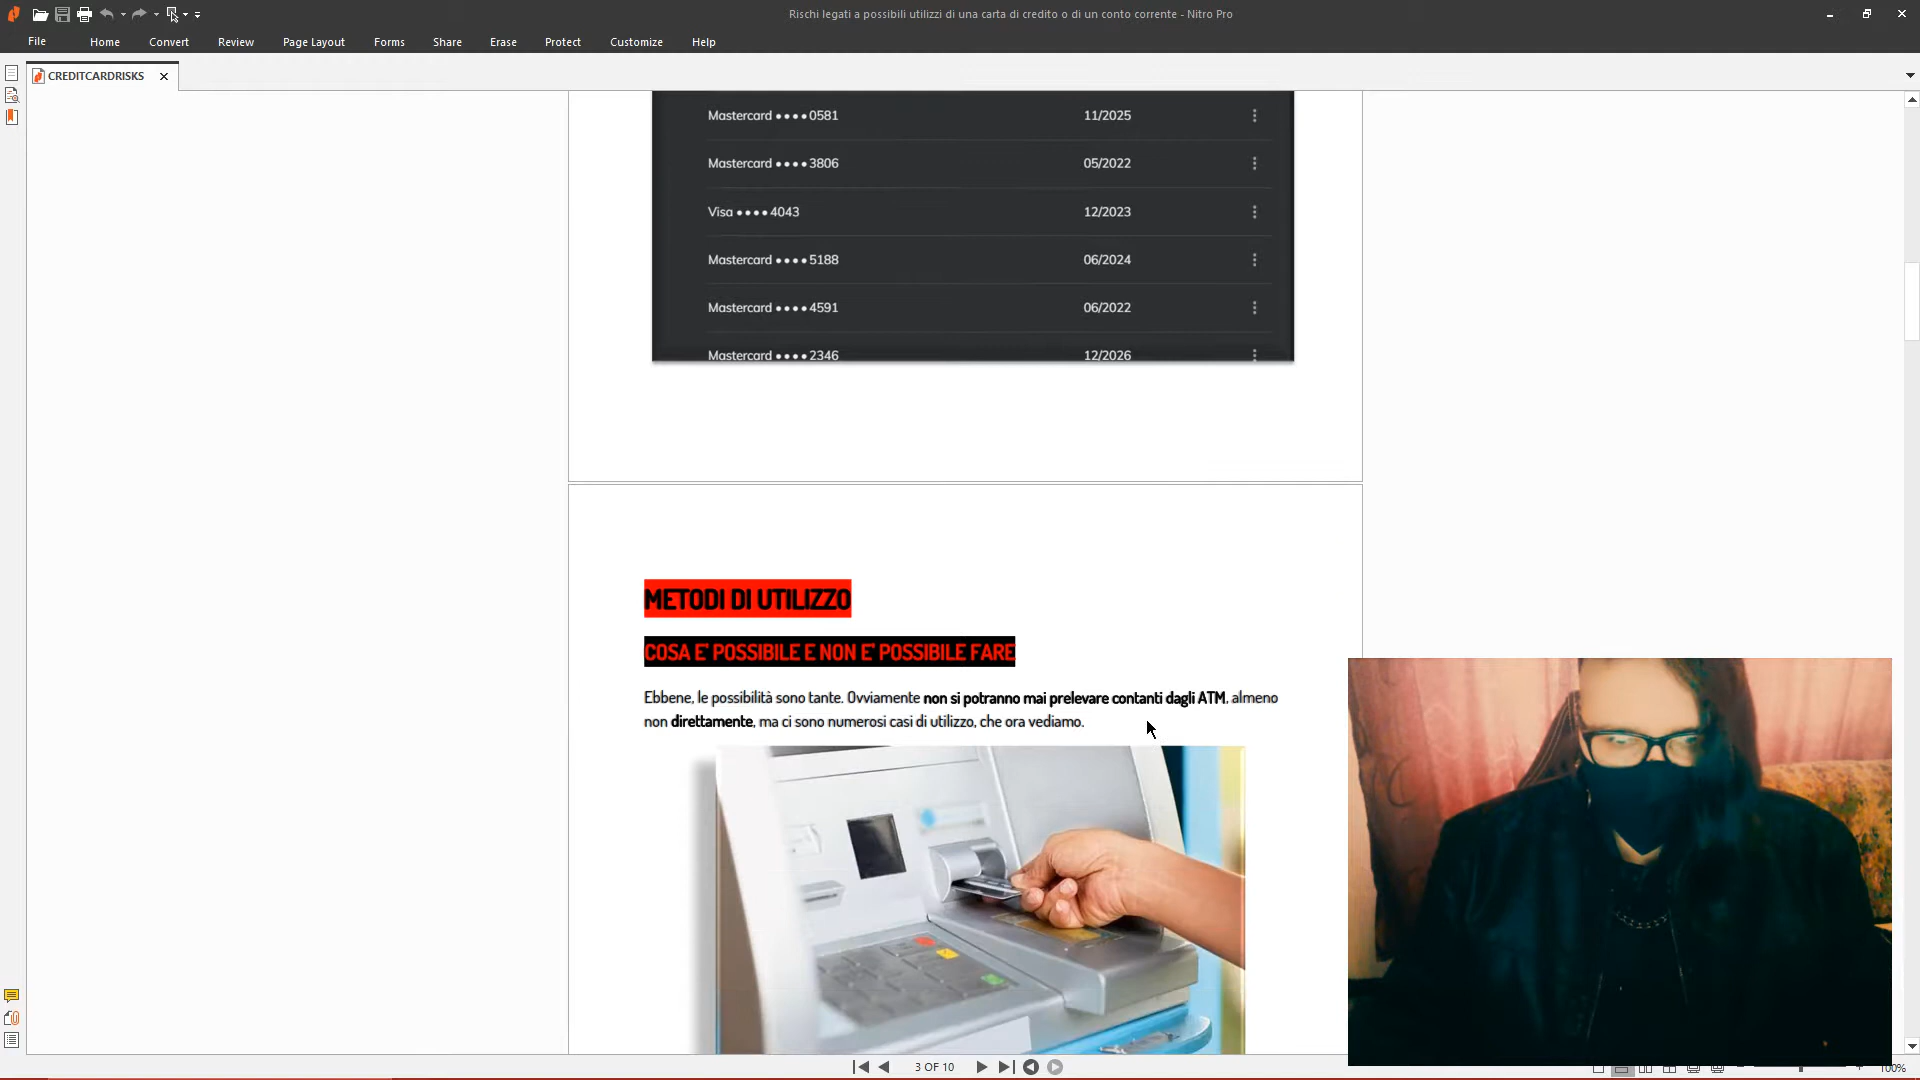 Rischi legati a possibili utilizzi di una carta di credito o di un conto corrente - Nitro Pro
File Home Convert Review Page Layout Forms Share Erase Protect Customize Help
CREDITCARDRISKS
Mastercard ••••0581 11/2025
Mastercard ••••3806 05/2022
Visa ••••4043 12/2023
Mastercard ••••5188 06/2024
Mastercard ••••4591 06/2022
Mastercard ••••2346 12/2026
METODI DI UTILIZZO
COSA E' POSSIBILE E NON E' POSSIBILE FARE
Ebbene, le possibilità sono tante. Ovviamente non si potranno mai prelevare contanti dagli ATM, almeno
non direttamente, ma ci sono numerosi casi di utilizzo, che ora vediamo.
3 OF 10
100%